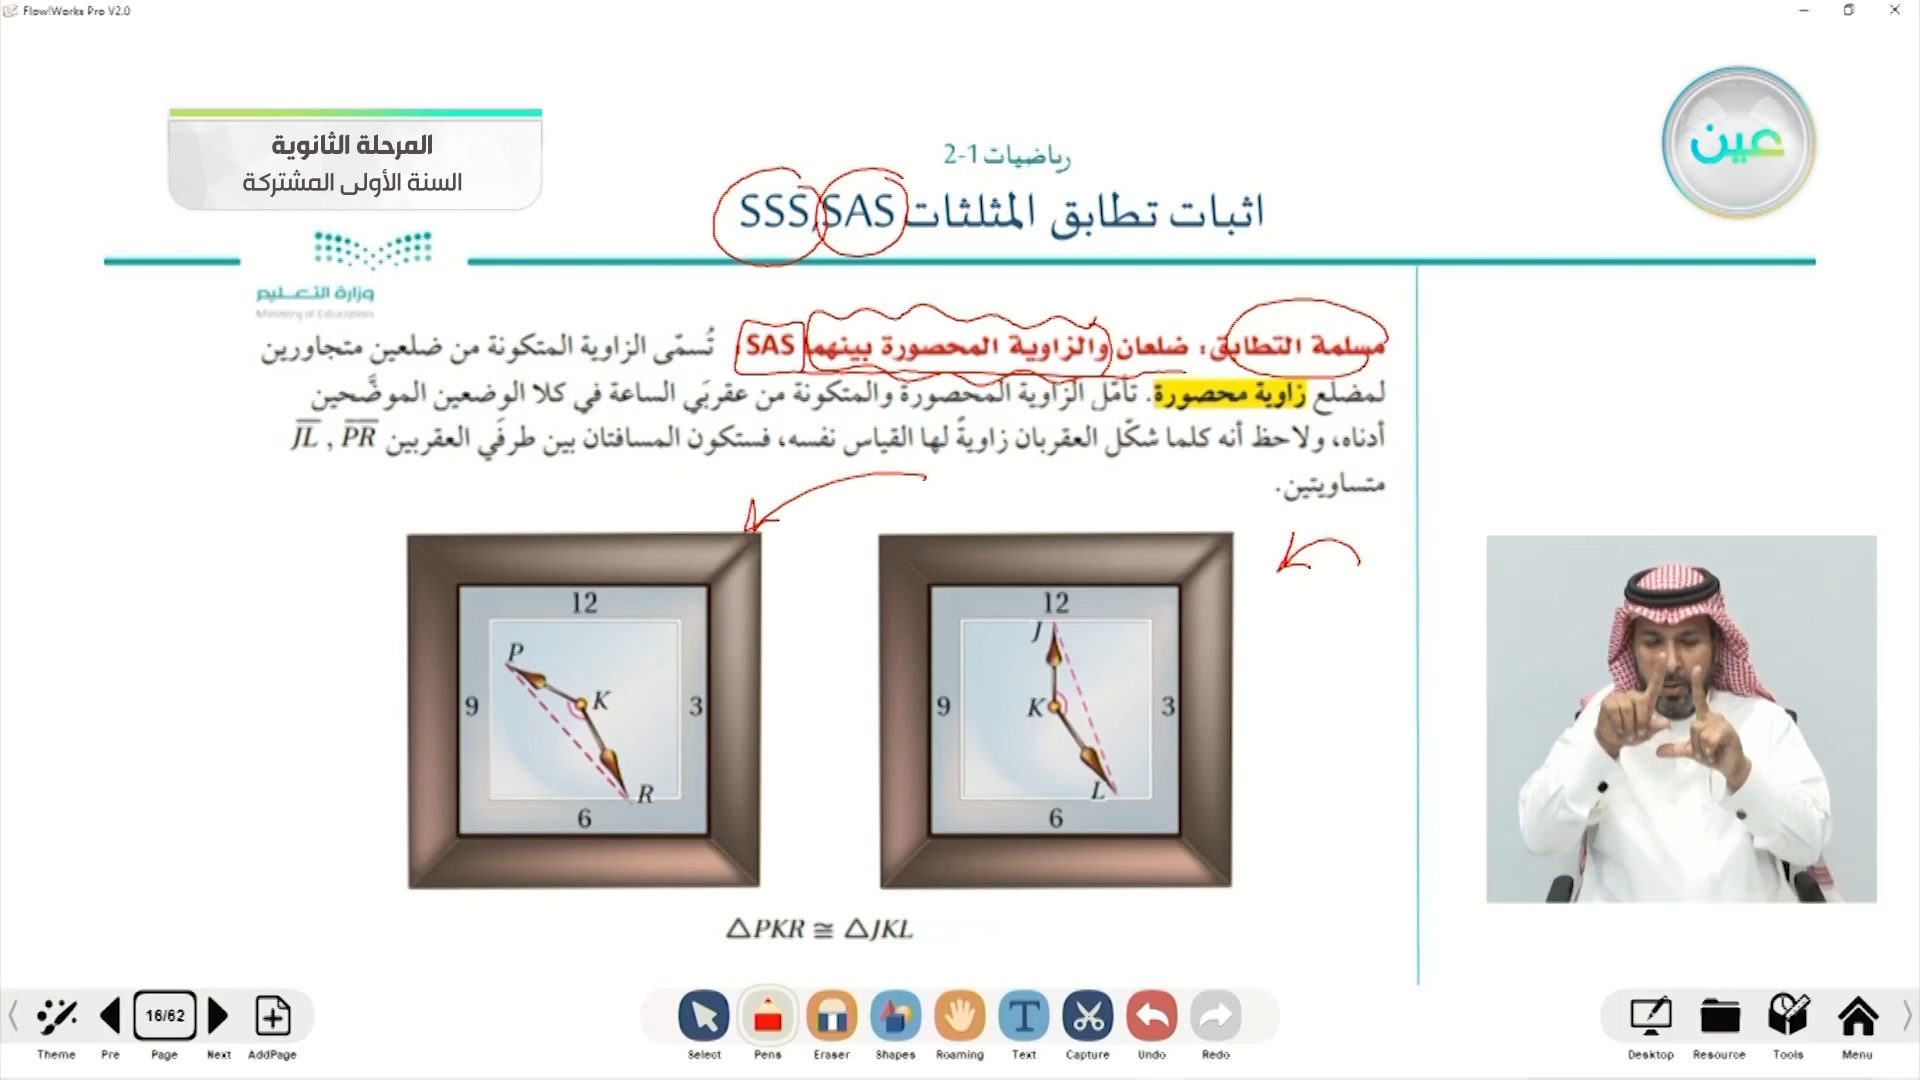 FlowWorks Pro V2.0
المرحلة الثانوية
السنة الأولى المشتركة
عين
رياضيات 1-2
اثبات تطابق المثلثات SSS, SAS
وزارة التعـليم
Ministry of Education
مسلمة التطابق: ضلعان والزاوية المحصورة بينهما SAS: تُسمّى الزاوية المتكونة من ضلعين متجاورين
لمضلع زاوية محصورة. تأمّل الزاوية المحصورة والمتكونة من عقربَي الساعة في كلا الوضعين الموضَّحين
أدناه، ولاحظ أنه كلما شكّل العقربان زاويةً لها القياس نفسه، فستكون المسافتان بين طرفَي العقربين JL , PR
متساويتين.
12
P
K
9
3
R
6
12
J
K
9
3
L
6
△PKR ≅ △JKL
16/62
Theme
Pre
Page
Next
AddPage
Select
Pens
Eraser
Shapes
Roaming
Text
Capture
Undo
Redo
Desktop
Resource
Tools
Menu